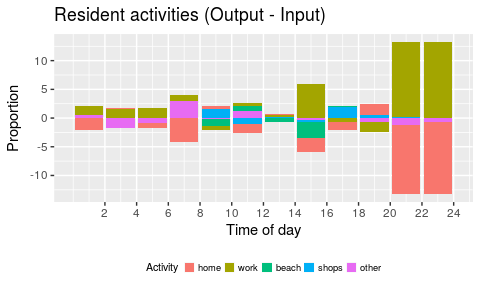 Resident activities (Output - Input)
Proportion
10
5
0
-5
-10
2 4 6 8 10 12 14 16 18 20 22 24
Time of day
Activity home work beach shops other